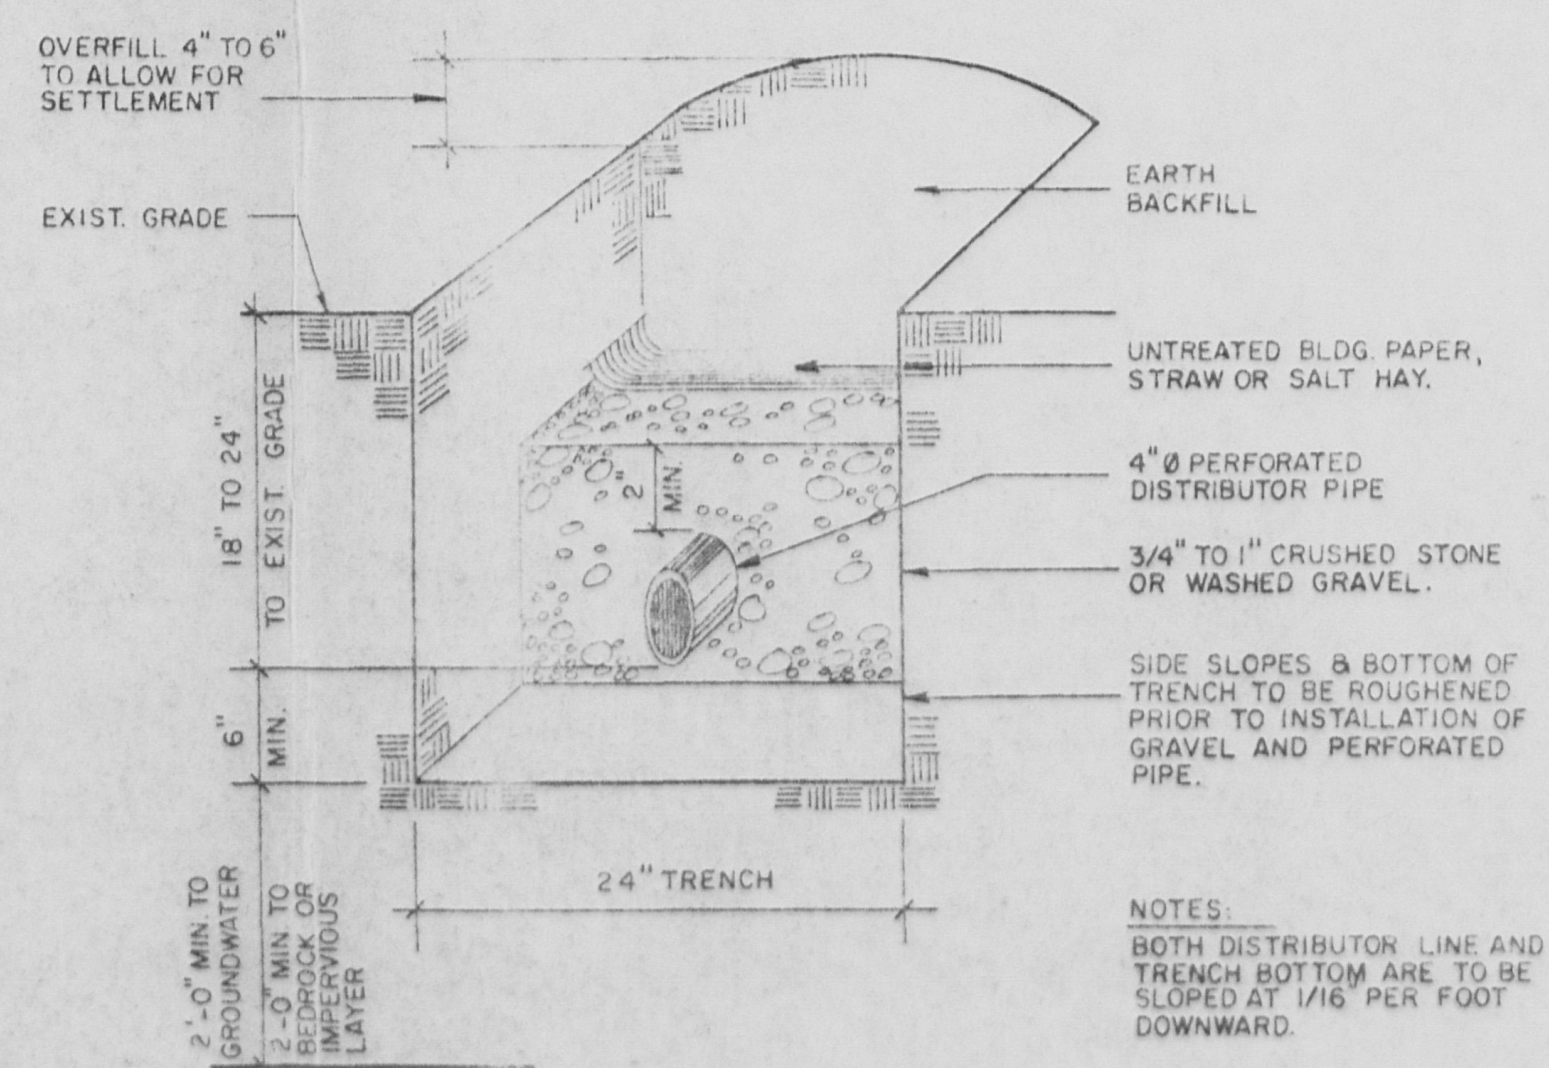 OVERFILL 4" TO 6"
TO ALLOW FOR
SETTLEMENT
EXIST. GRADE
EARTH
BACKFILL
UNTREATED BLDG. PAPER,
STRAW OR SALT HAY.
4" Ø PERFORATED
DISTRIBUTOR PIPE
3/4" TO 1" CRUSHED STONE
OR WASHED GRAVEL.
SIDE SLOPES & BOTTOM OF
TRENCH TO BE ROUGHENED
PRIOR TO INSTALLATION OF
GRAVEL AND PERFORATED
PIPE.
18" TO 24"
TO EXIST. GRADE
2"
MIN.
6"
MIN.
2'-0" MIN. TO
GROUNDWATER
2'-0" MIN. TO
BEDROCK OR
IMPERVIOUS
LAYER
24" TRENCH
NOTES:
BOTH DISTRIBUTOR LINE AND
TRENCH BOTTOM ARE TO BE
SLOPED AT 1/16" PER FOOT
DOWNWARD.